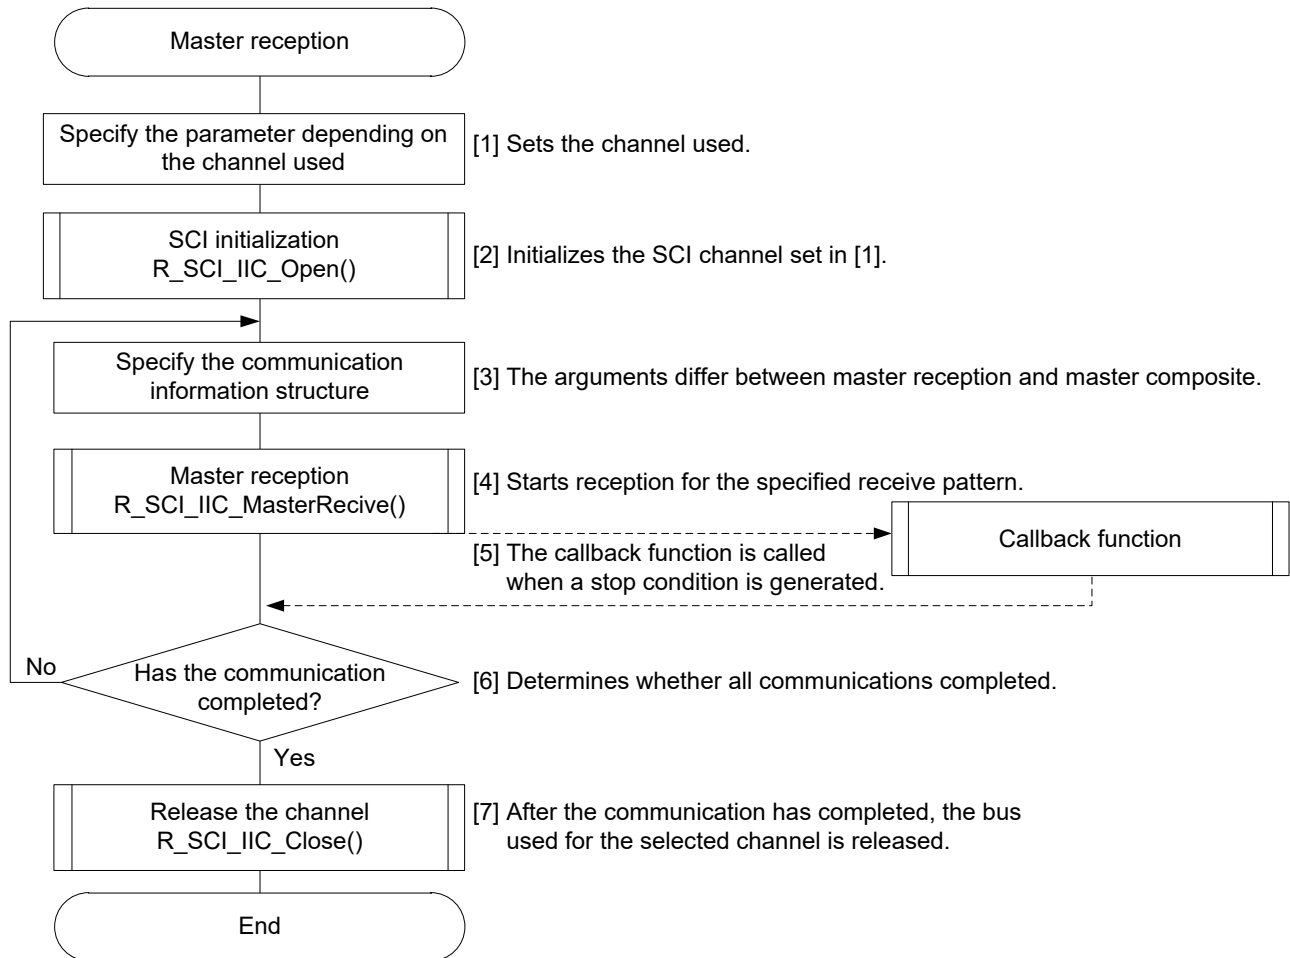 Master reception
Specify the parameter depending on
the channel used
[1] Sets the channel used.
SCI initialization
R_SCI_IIC_Open()
[2] Initializes the SCI channel set in [1].
Specify the communication
information structure
[3] The arguments differ between master reception and master composite.
Master reception
R_SCI_IIC_MasterRecive()
[4] Starts reception for the specified receive pattern.
Callback function
[5] The callback function is called
when a stop condition is generated.
No
Has the communication
completed?
[6] Determines whether all communications completed.
Yes
Release the channel
R_SCI_IIC_Close()
[7] After the communication has completed, the bus
used for the selected channel is released.
End